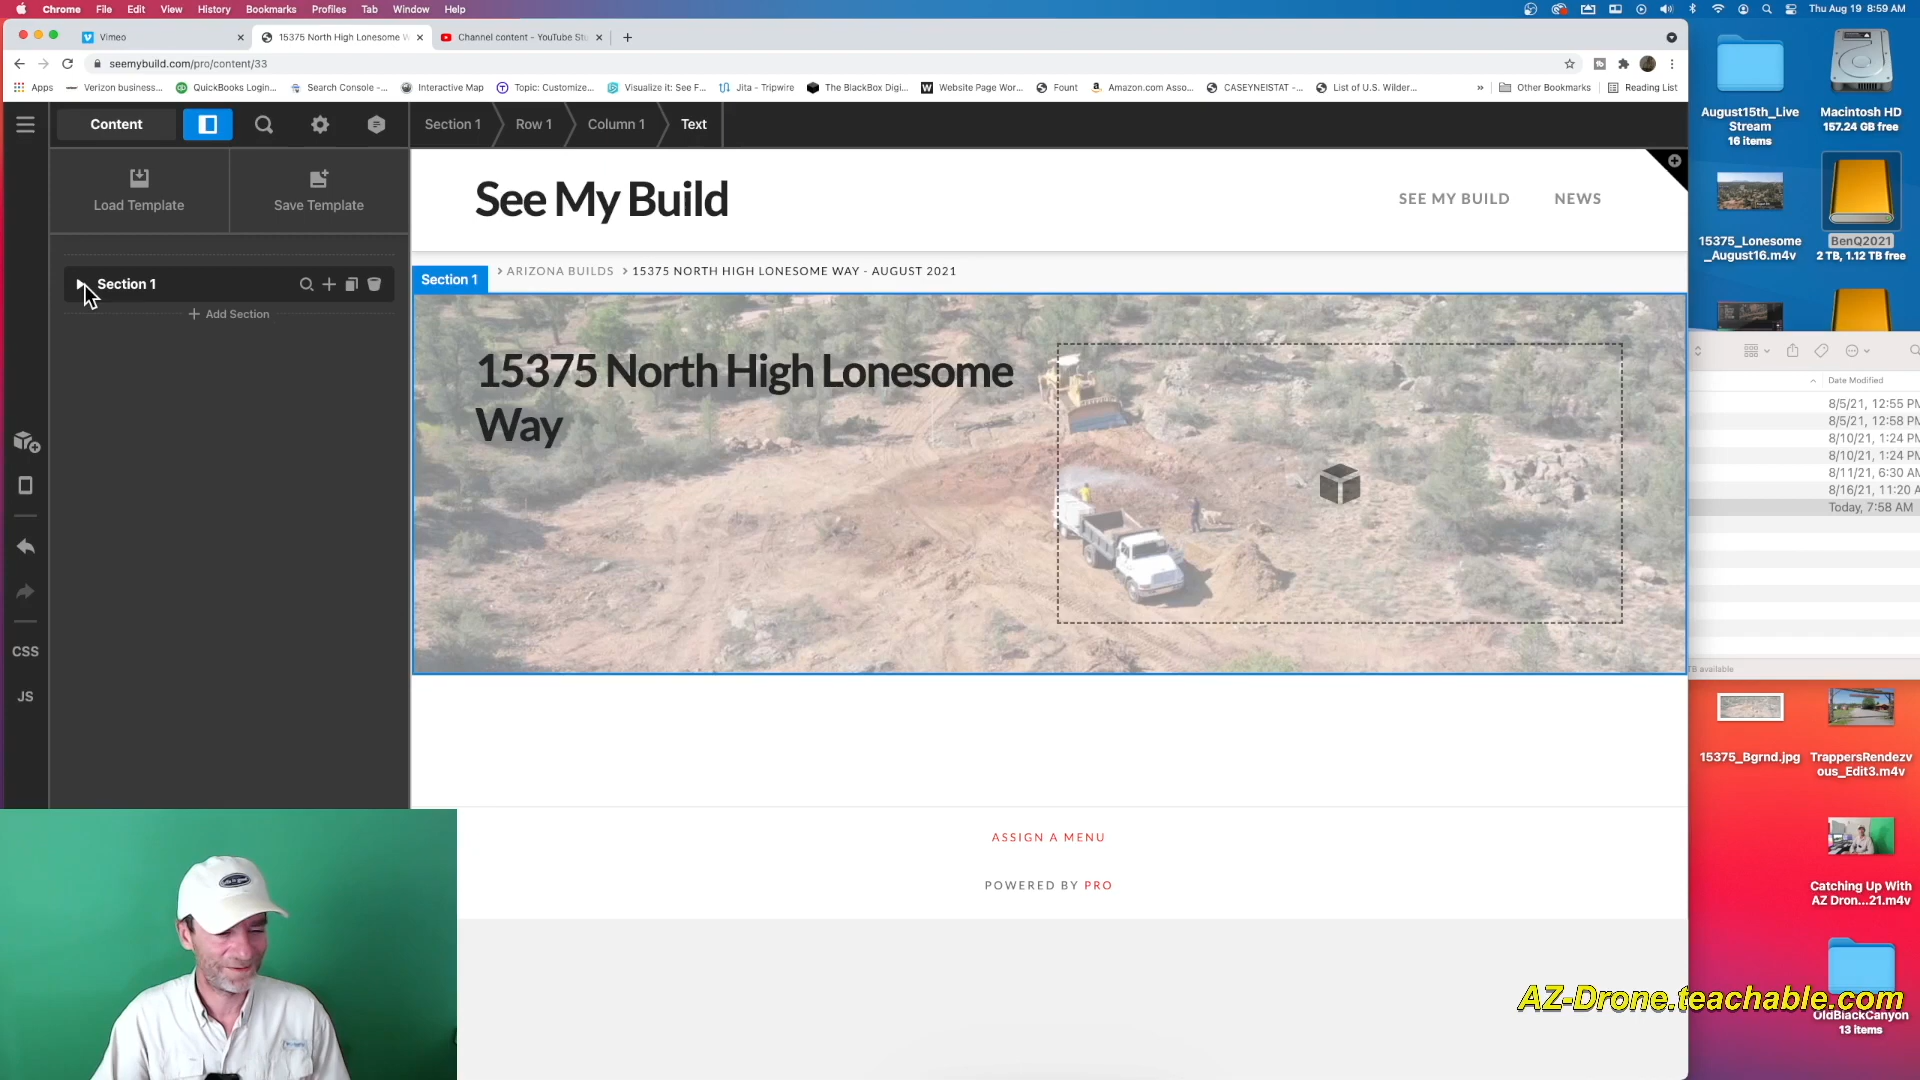 Chrome File Edit View History Bookmarks Profiles Tab Window Help
Thu Aug 19 8:59 AM
Vimeo
15375 North High Lonesome
Channel content - YouTube St
seemybuild.com/pro/content/33
Apps
Verizon business...
QuickBooks Login...
Search Console -...
Interactive Map
Topic: Customize...
Visualize it: See F...
Jita - Tripwire
The BlackBox Digi...
Website Page Wor...
Fount
Amazon.com Asso...
CASEYNEISTAT -...
List of U.S. Wilder...
»
Other Bookmarks
Reading List
Content
Section 1
Row 1
Column 1
Text
Load Template
Save Template
Section 1
+ Add Section
CSS
JS
See My Build
SEE MY BUILD
NEWS
Section 1
ARIZONA BUILDS
15375 NORTH HIGH LONESOME WAY - AUGUST 2021
15375 North High Lonesome
Way
ASSIGN A MENU
POWERED BY PRO
August15th_Live
Stream
16 items
Macintosh HD
157.24 GB free
15375_Lonesome
_August16.m4v
BenQ2021
2 TB, 1.12 TB free
Date Modified
8/5/21, 12:55 PM
8/5/21, 12:58 PM
8/10/21, 1:24 PM
8/10/21, 1:24 PM
8/11/21, 6:30 AM
8/16/21, 11:20 A
Today, 7:58 AM
TB available
15375_Bgrnd.jpg
TrappersRendezv
ous_Edit3.m4v
Catching Up With
AZ Dron...21.m4v
AZ-Drone.teachable.com
OldBlackCanyon
13 items